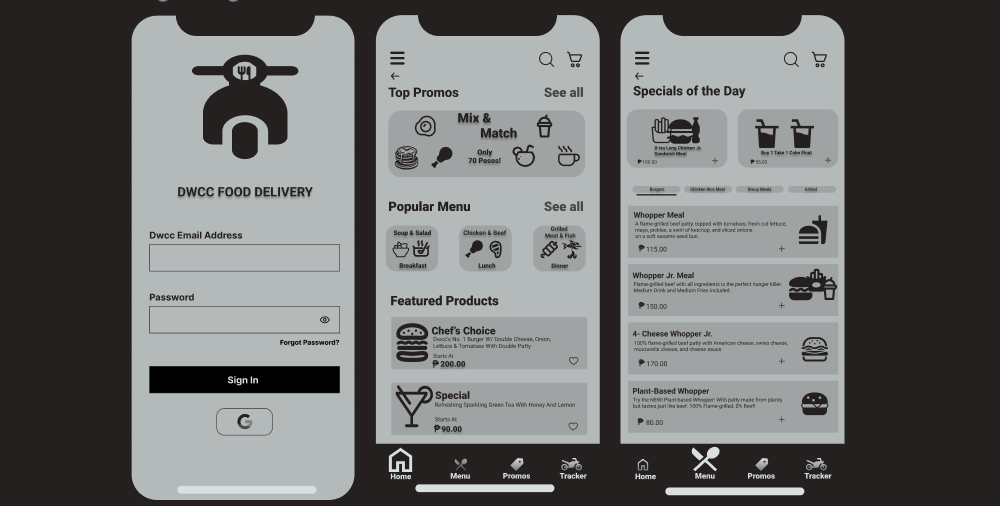 DWCC FOOD DELIVERY
Dwcc Email Address
Password
Forgot Password?
Sign In
G
Top Promos See all
Mix &
Match
Only
70 Pesos!
Popular Menu See all
Soup & Salad
Breakfast
Chicken & Beef
Lunch
Grilled
Meat & Fish
Dinner
Featured Products
Chef's Choice
Dwcc's No. 1 Burger W/ Double Cheese, Onion,
Lettuce & Tomatoes With Double Patty
Starts At
₱ 200.00
Special
Refreshing Sparkling Green Tea With Honey And Lemon
Starts At
₱ 90.00
Home Menu Promos Tracker
Specials of the Day
X-tra Long Chicken Jr.
Sandwich Meal
₱100.00 +
Buy 1 Take 1 Coke Float
₱55.00 +
Burgers Chicken Rice Meal Group Meals
Whopper Meal
A flame-grilled beef patty, topped with tomatoes, fresh cut lettuce,
mayo, pickles, a swirl of ketchup, and sliced onions
on a soft sesame seed bun.
₱ 115.00 +
Whopper Jr. Meal
Flame-grilled beef with all ingredients is the perfect hunger killer.
Medium Drink and Medium Fries included
₱ 150.00 +
4- Cheese Whopper Jr.
100% flame-grilled beef patty with American cheese, swiss cheese,
mozzarella cheese, and cheese sauce
₱ 170.00 +
Plant-Based Whopper
Try the NEW! Plant-based Whopper! With patty made from plants
but tastes just like beef. 100% Flame-grilled, 0% Beef!
₱ 80.00 +
Home Menu Promos Tracker